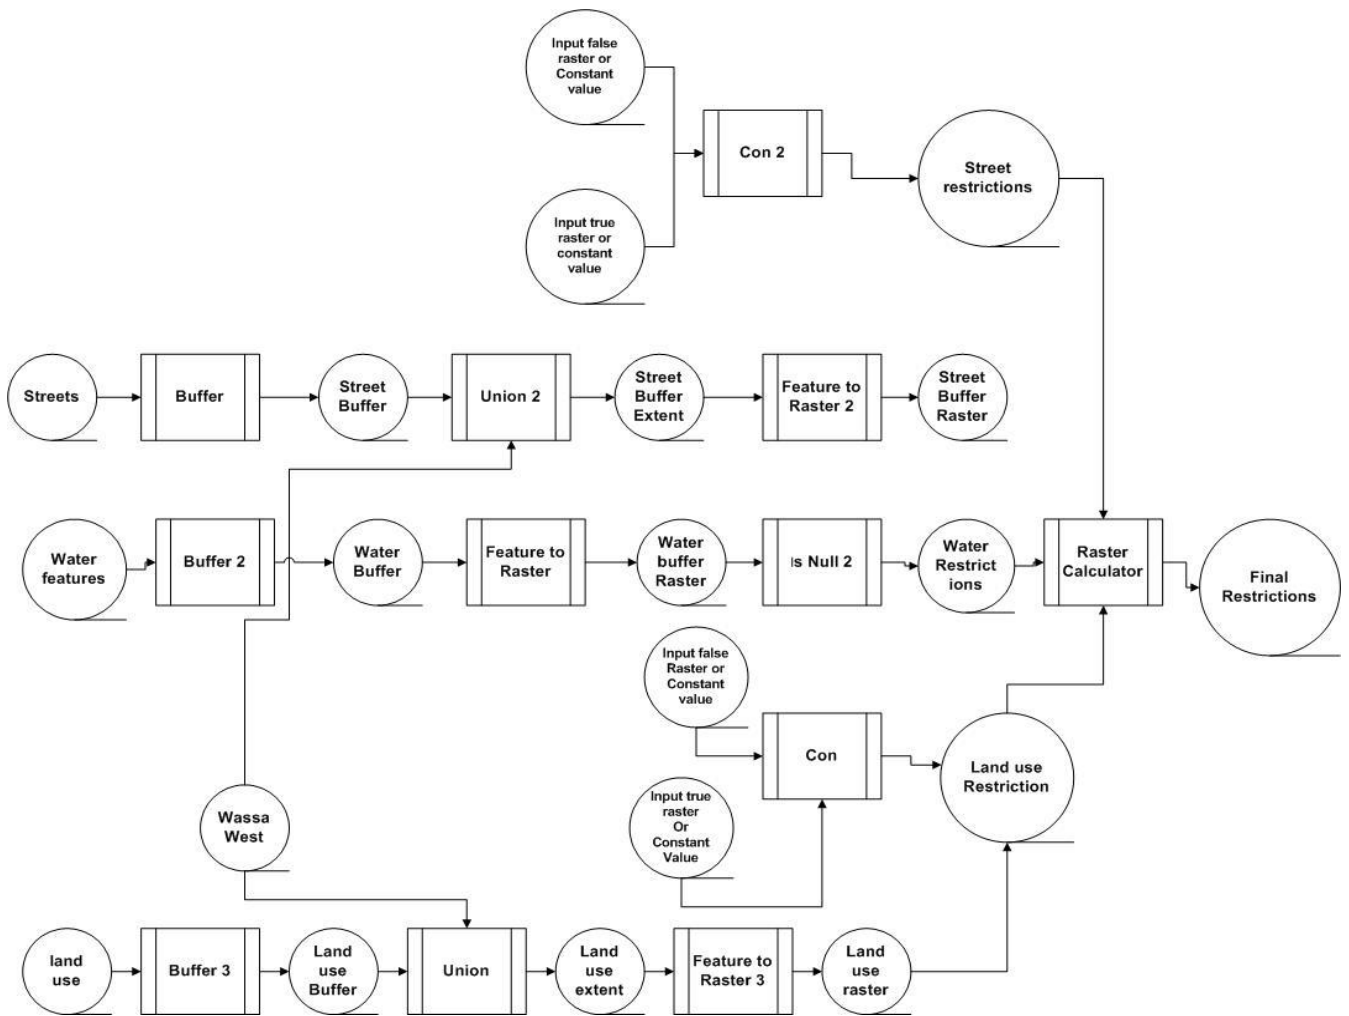 Input false
raster or
Constant
value
Con 2
Street
restrictions
Input true
raster or
constant
value
Streets
Buffer
Street
Buffer
Union 2
Street
Buffer
Extent
Feature to
Raster 2
Street
Buffer
Raster
Water
features
Buffer 2
Water
Buffer
Feature to
Raster
Water
buffer
Raster
Is Null 2
Water
Restrict
ions
Raster
Calculator
Final
Restrictions
Input false
Raster or
Constant
value
Con
Land use
Restriction
Input true
raster
Or
Constant
Value
Wassa
West
land
use
Buffer 3
Land
use
Buffer
Union
Land
use
extent
Feature to
Raster 3
Land
use
raster